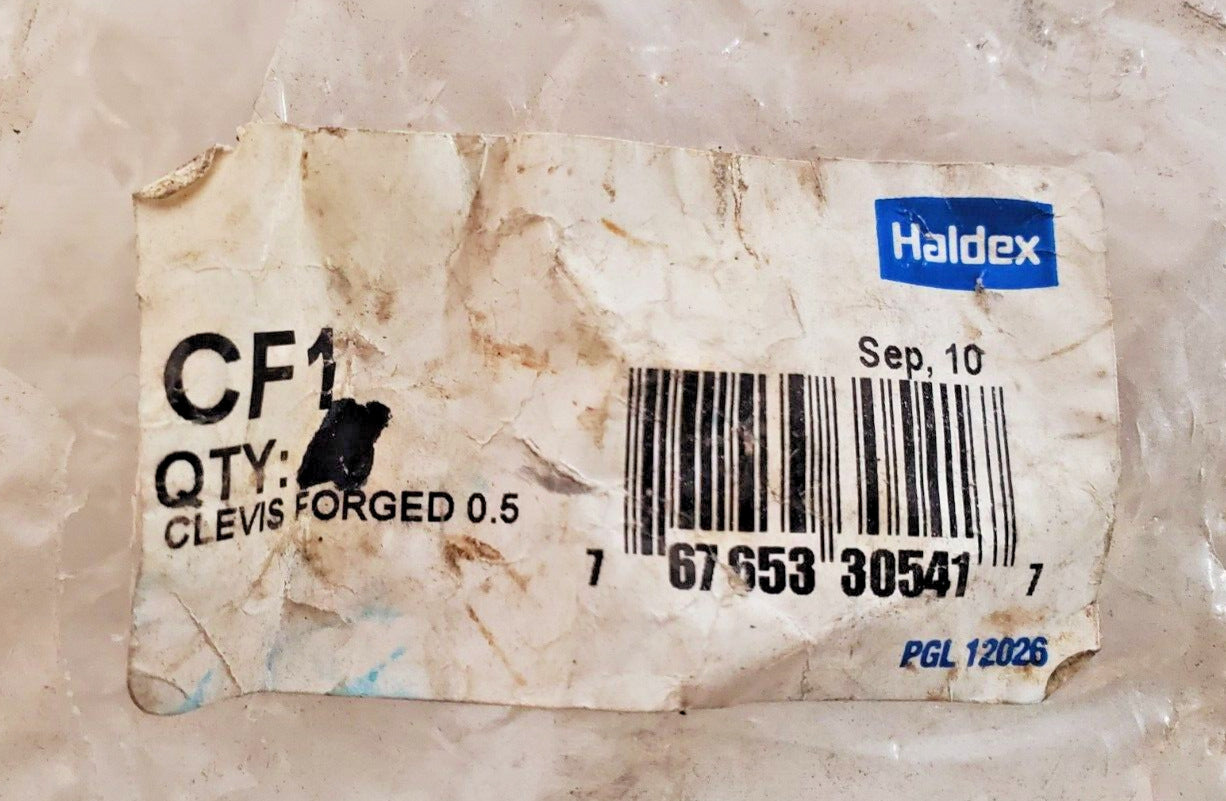 Haldex
CF1
Sep, 10
QTY:
CLEVIS FORGED 0.5
7 67653 30541 7
PGL 12026